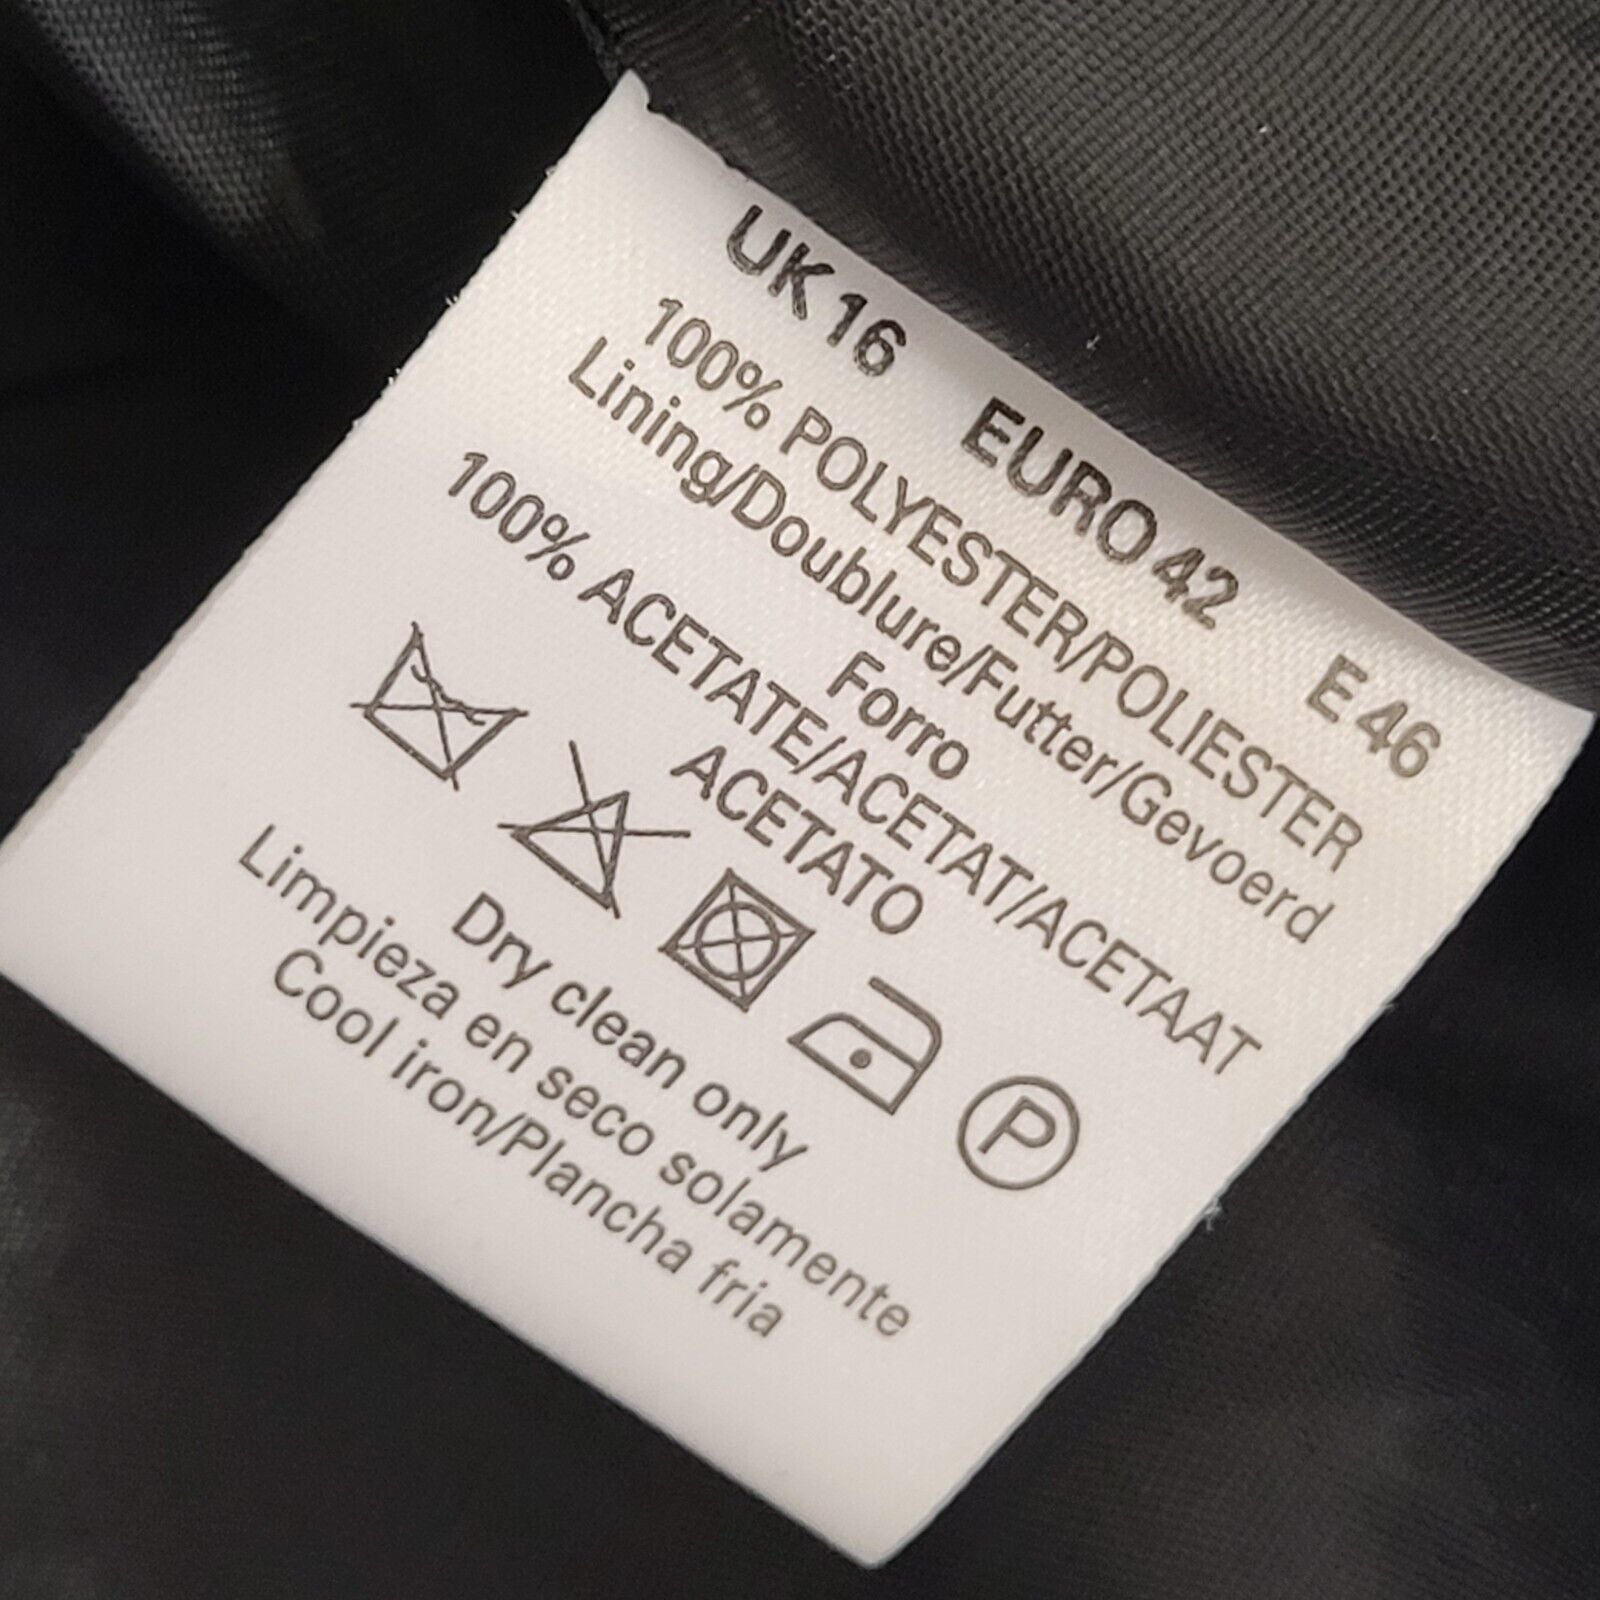 UK 16 EURO 42 E 46
100% POLYESTER/POLIESTER
Lining/Doublure/Futter/Gevoerd
Forro
100% ACETATE/ACETAT/ACETAAT
ACETATO
P
Dry clean only
Limpieza en seco solamente
Cool iron/Plancha fria